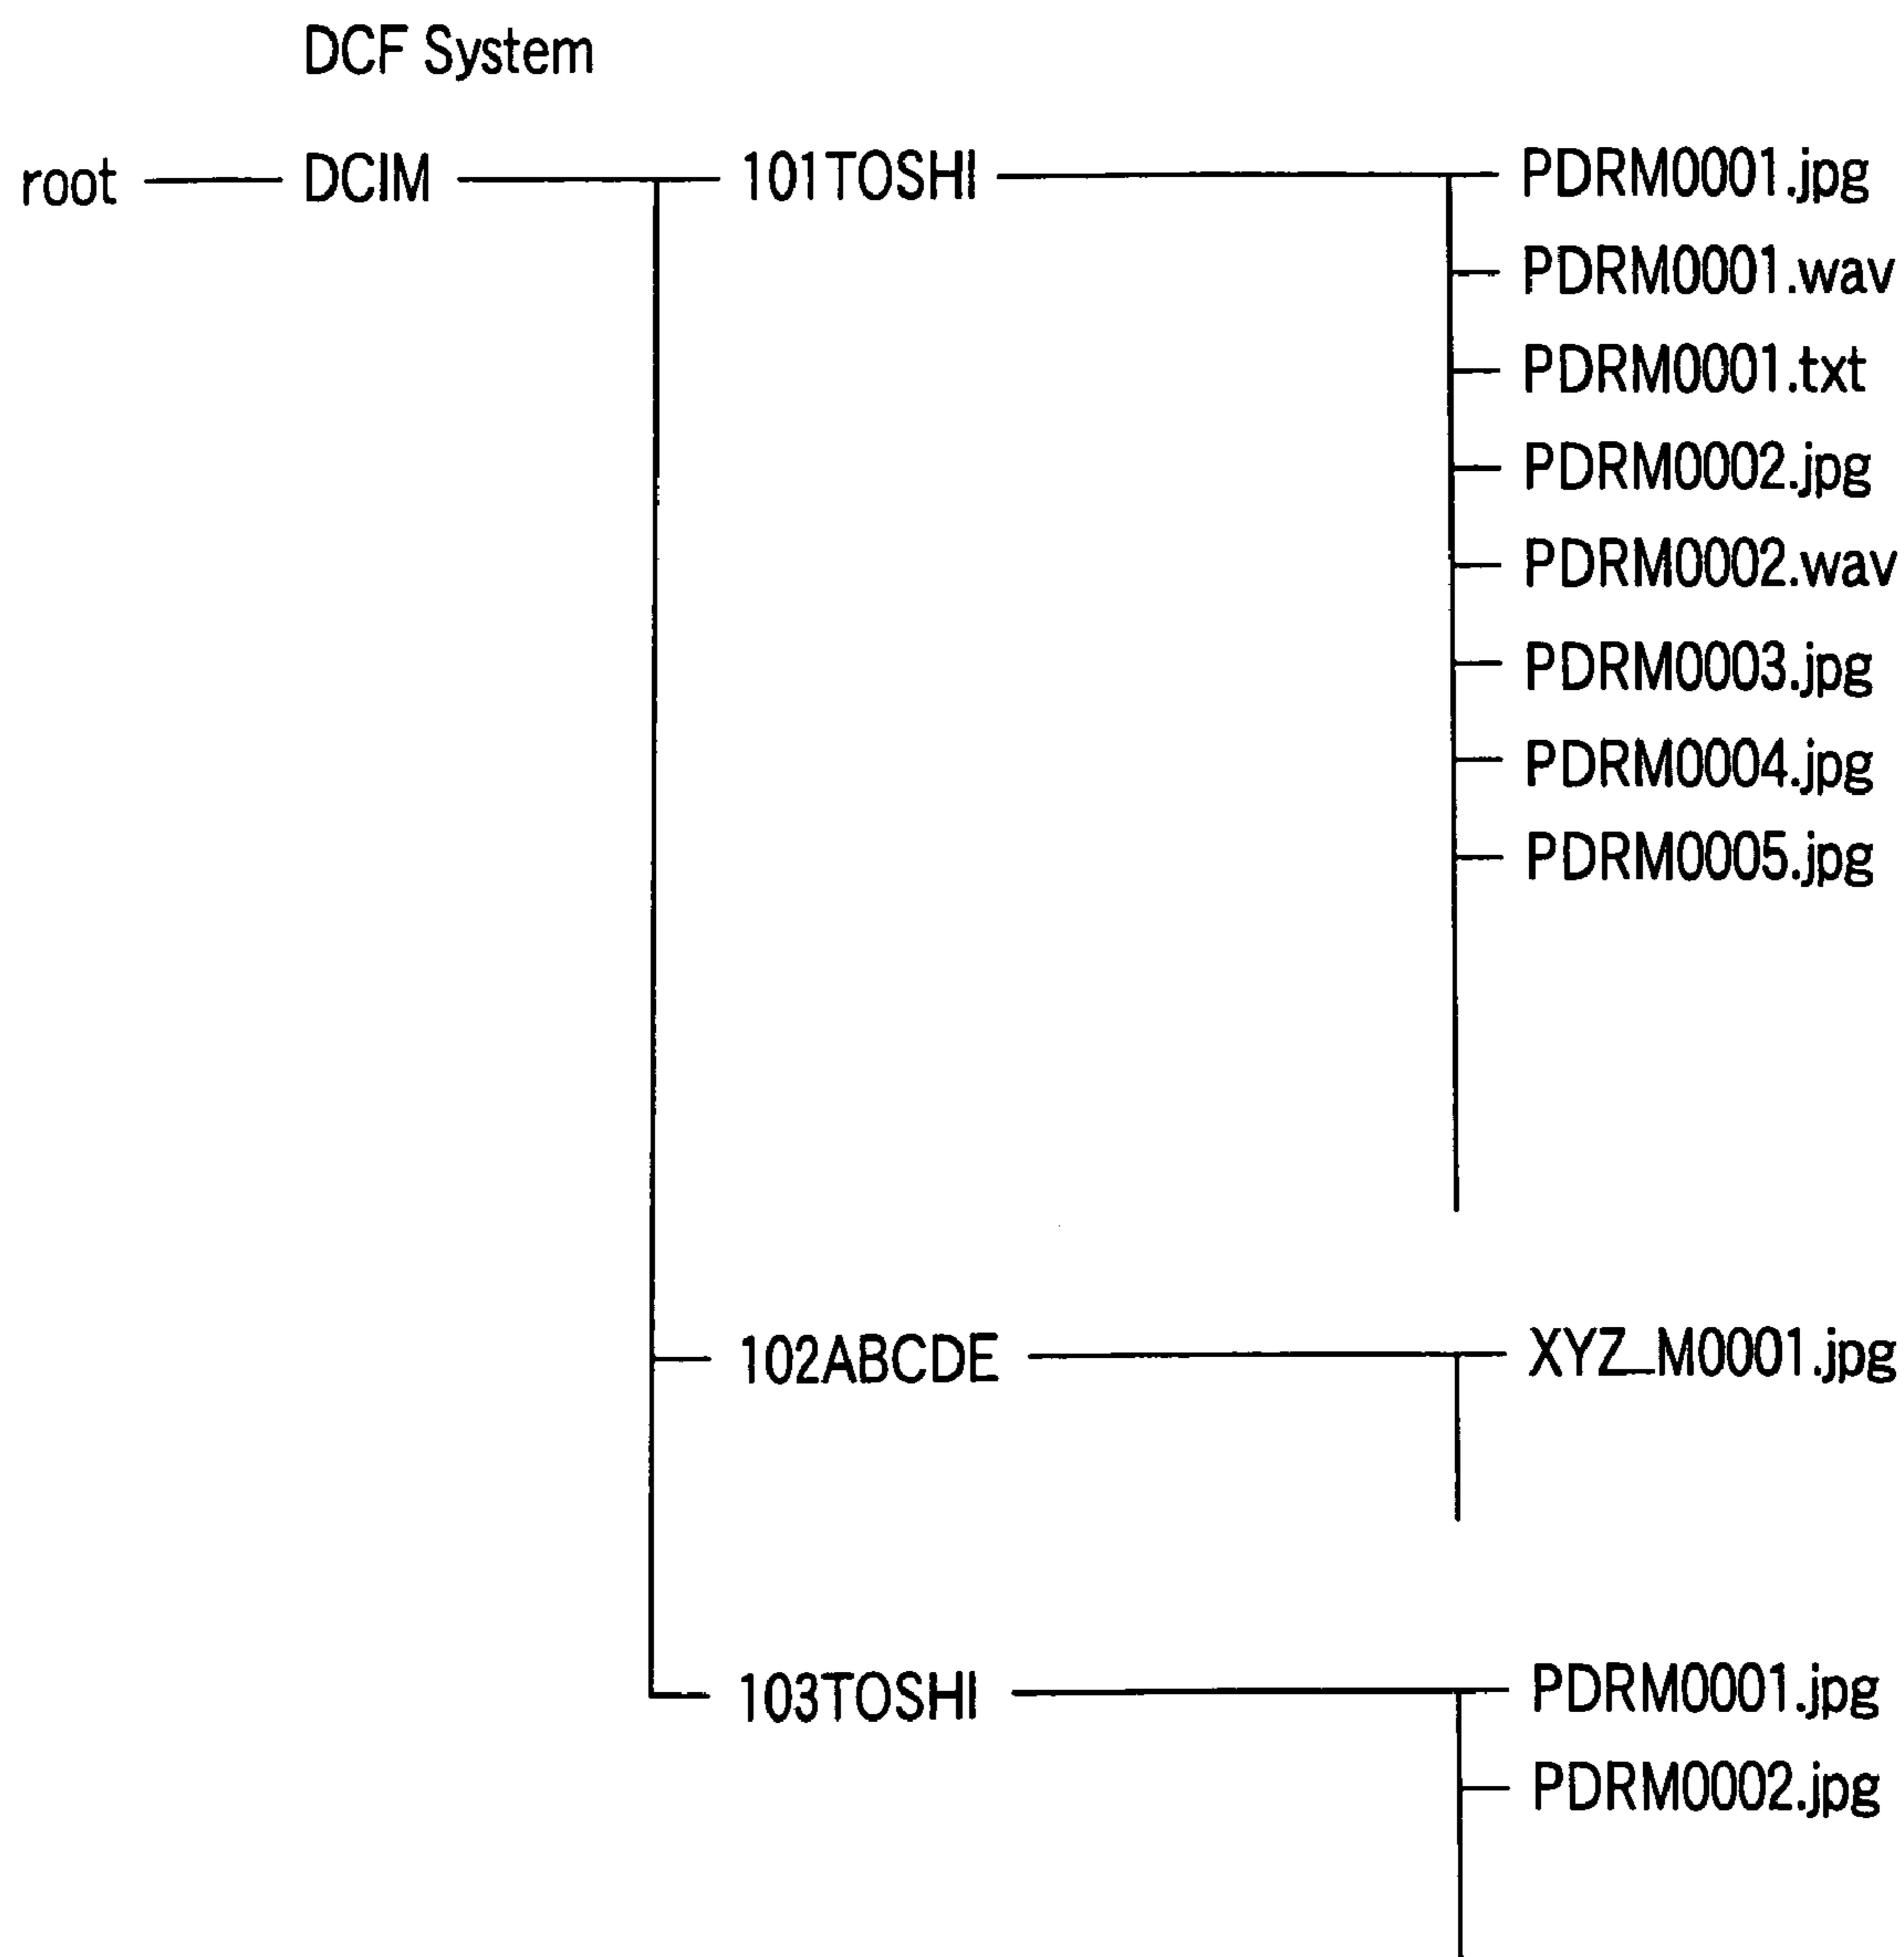 DCF System
root DCIM 101TOSHI PDRM0001.jpg
PDRM0001.wav
PDRM0001.txt
PDRM0002.jpg
PDRM0002.wav
PDRM0003.jpg
PDRM0004.jpg
PDRM0005.jpg
102ABCDE XYZ_M0001.jpg
103TOSHI PDRM0001.jpg
PDRM0002.jpg